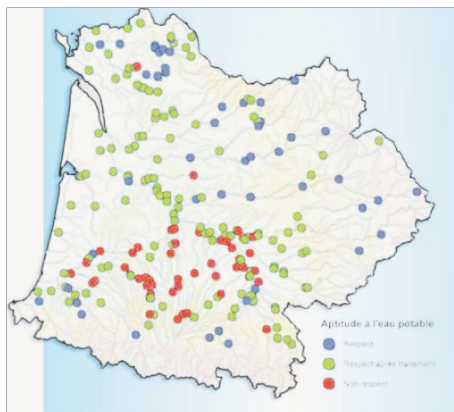 Aptitude à l'eau potable
Respect
Respect après traitement
Non respect